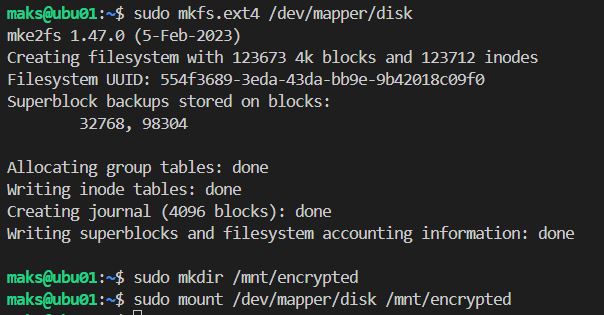 maks@ubu01:~$ sudo mkfs.ext4 /dev/mapper/disk
mke2fs 1.47.0 (5-Feb-2023)
Creating filesystem with 123673 4k blocks and 123712 inodes
Filesystem UUID: 554f3689-3eda-43da-bb9e-9b42018c09f0
Superblock backups stored on blocks:
        32768, 98304

Allocating group tables: done
Writing inode tables: done
Creating journal (4096 blocks): done
Writing superblocks and filesystem accounting information: done

maks@ubu01:~$ sudo mkdir /mnt/encrypted
maks@ubu01:~$ sudo mount /dev/mapper/disk /mnt/encrypted